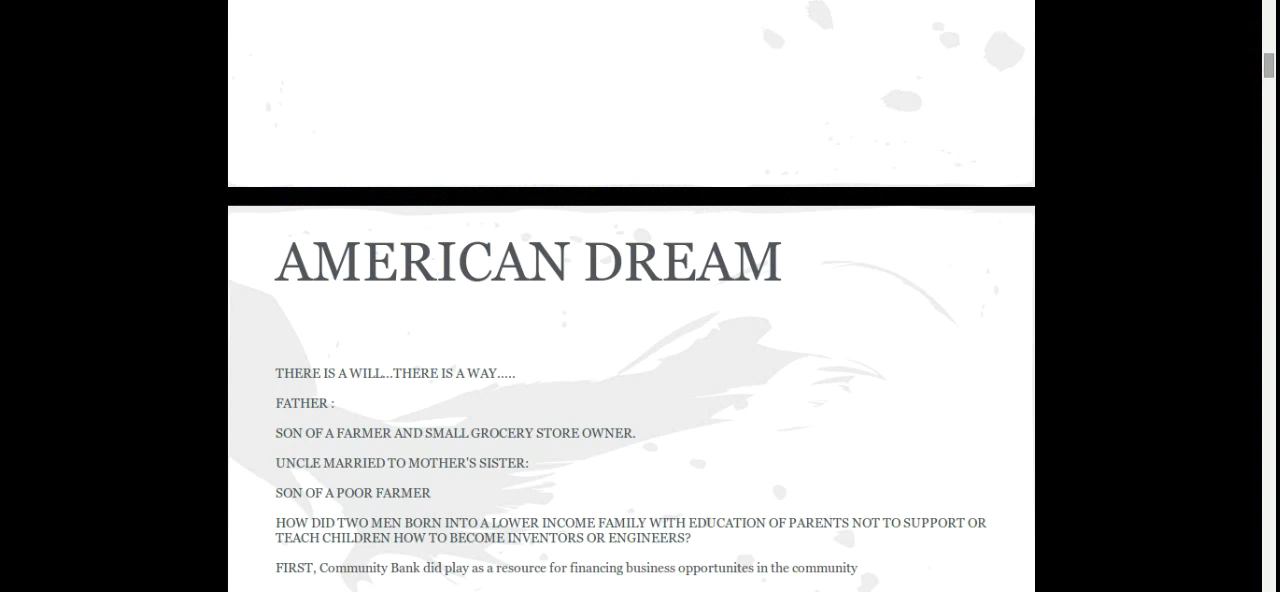 AMERICAN DREAM
THERE IS A WILL...THERE IS A WAY.....
FATHER :
SON OF A FARMER AND SMALL GROCERY STORE OWNER.
UNCLE MARRIED TO MOTHER'S SISTER:
SON OF A POOR FARMER
HOW DID TWO MEN BORN INTO A LOWER INCOME FAMILY WITH EDUCATION OF PARENTS NOT TO SUPPORT OR
TEACH CHILDREN HOW TO BECOME INVENTORS OR ENGINEERS?
FIRST, Community Bank did play as a resource for financing business opportunites in the community